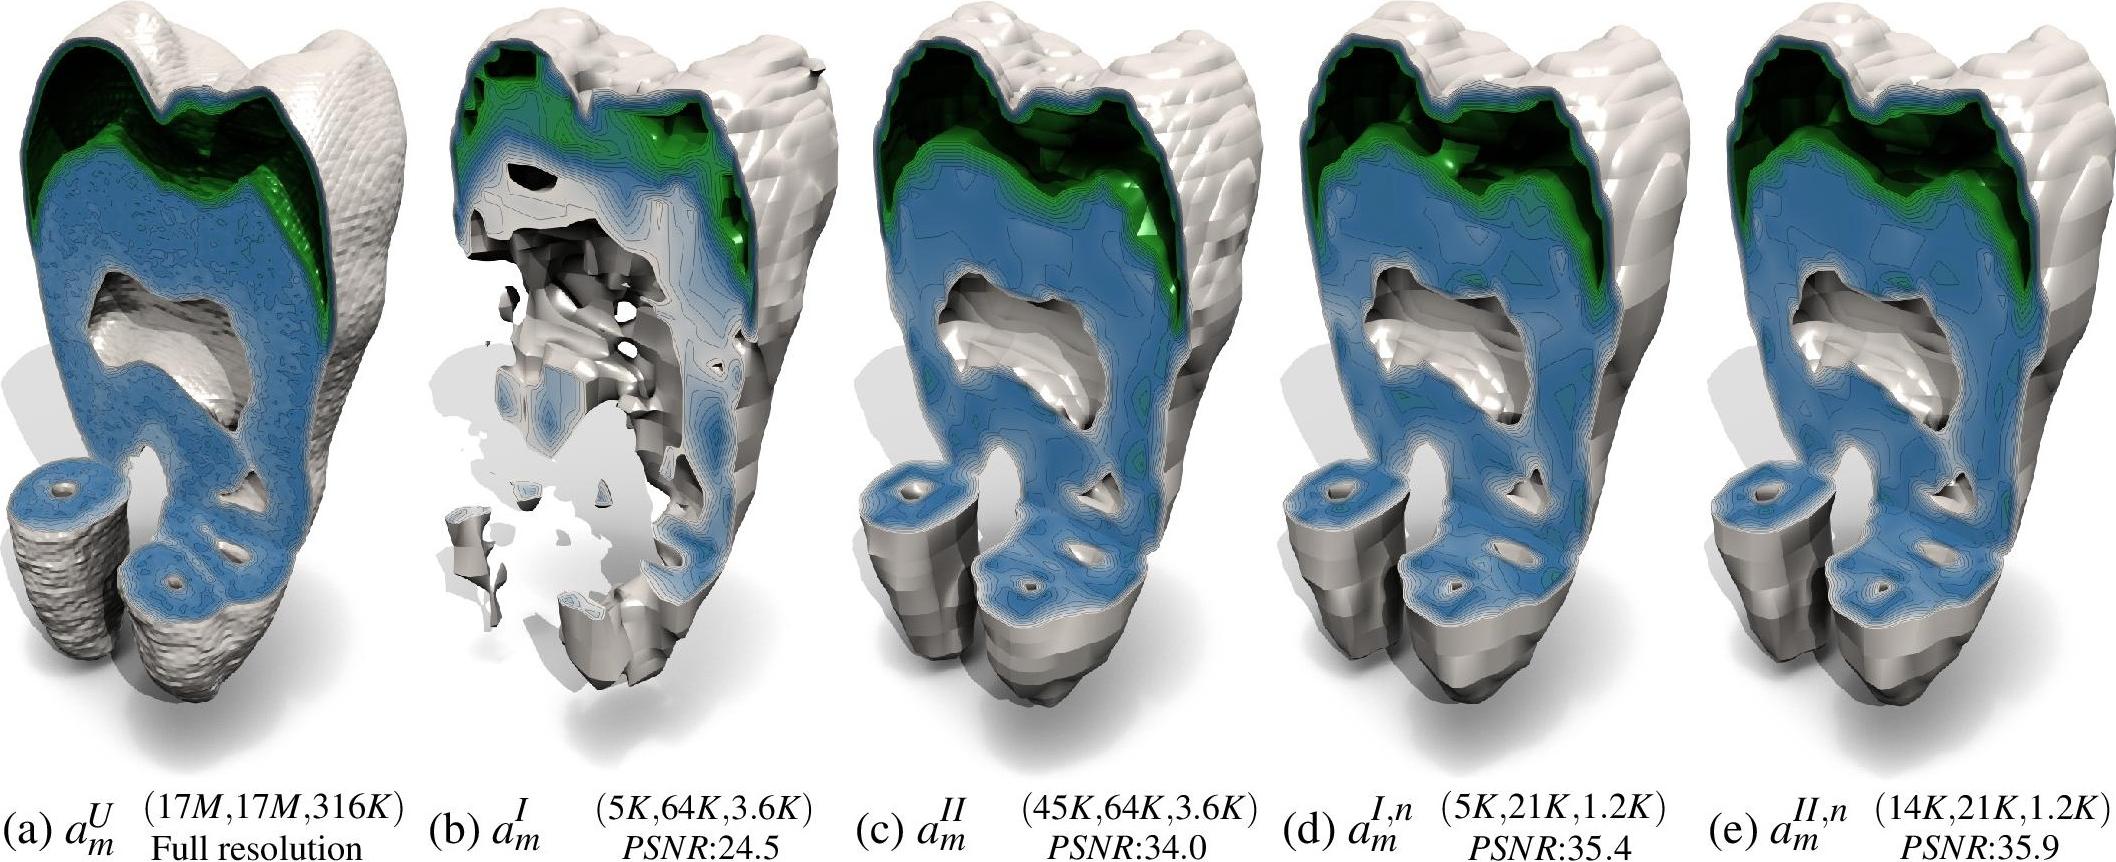 (a) a_m^U (17M,17M,316K)
Full resolution
(b) a_m^I (5K,64K,3.6K)
PSNR:24.5
(c) a_m^II (45K,64K,3.6K)
PSNR:34.0
(d) a_m^I,n (5K,21K,1.2K)
PSNR:35.4
(e) a_m^II,n (14K,21K,1.2K)
PSNR:35.9